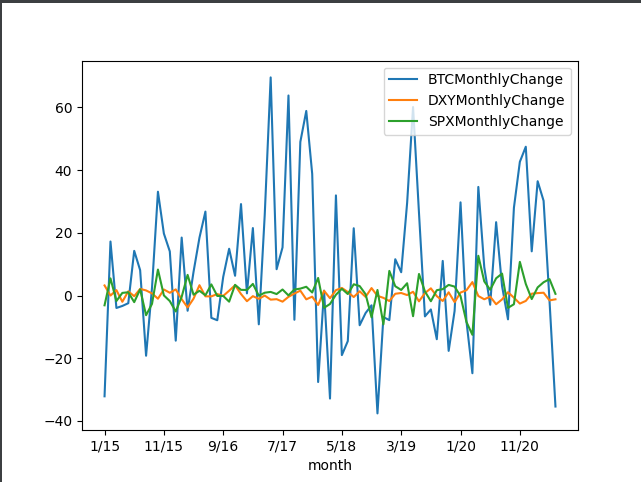 BTCMonthlyChange
DXYMonthlyChange
SPXMonthlyChange
60
40
20
0
−20
−40
1/15 11/15 9/16 7/17 5/18 3/19 1/20 11/20
month